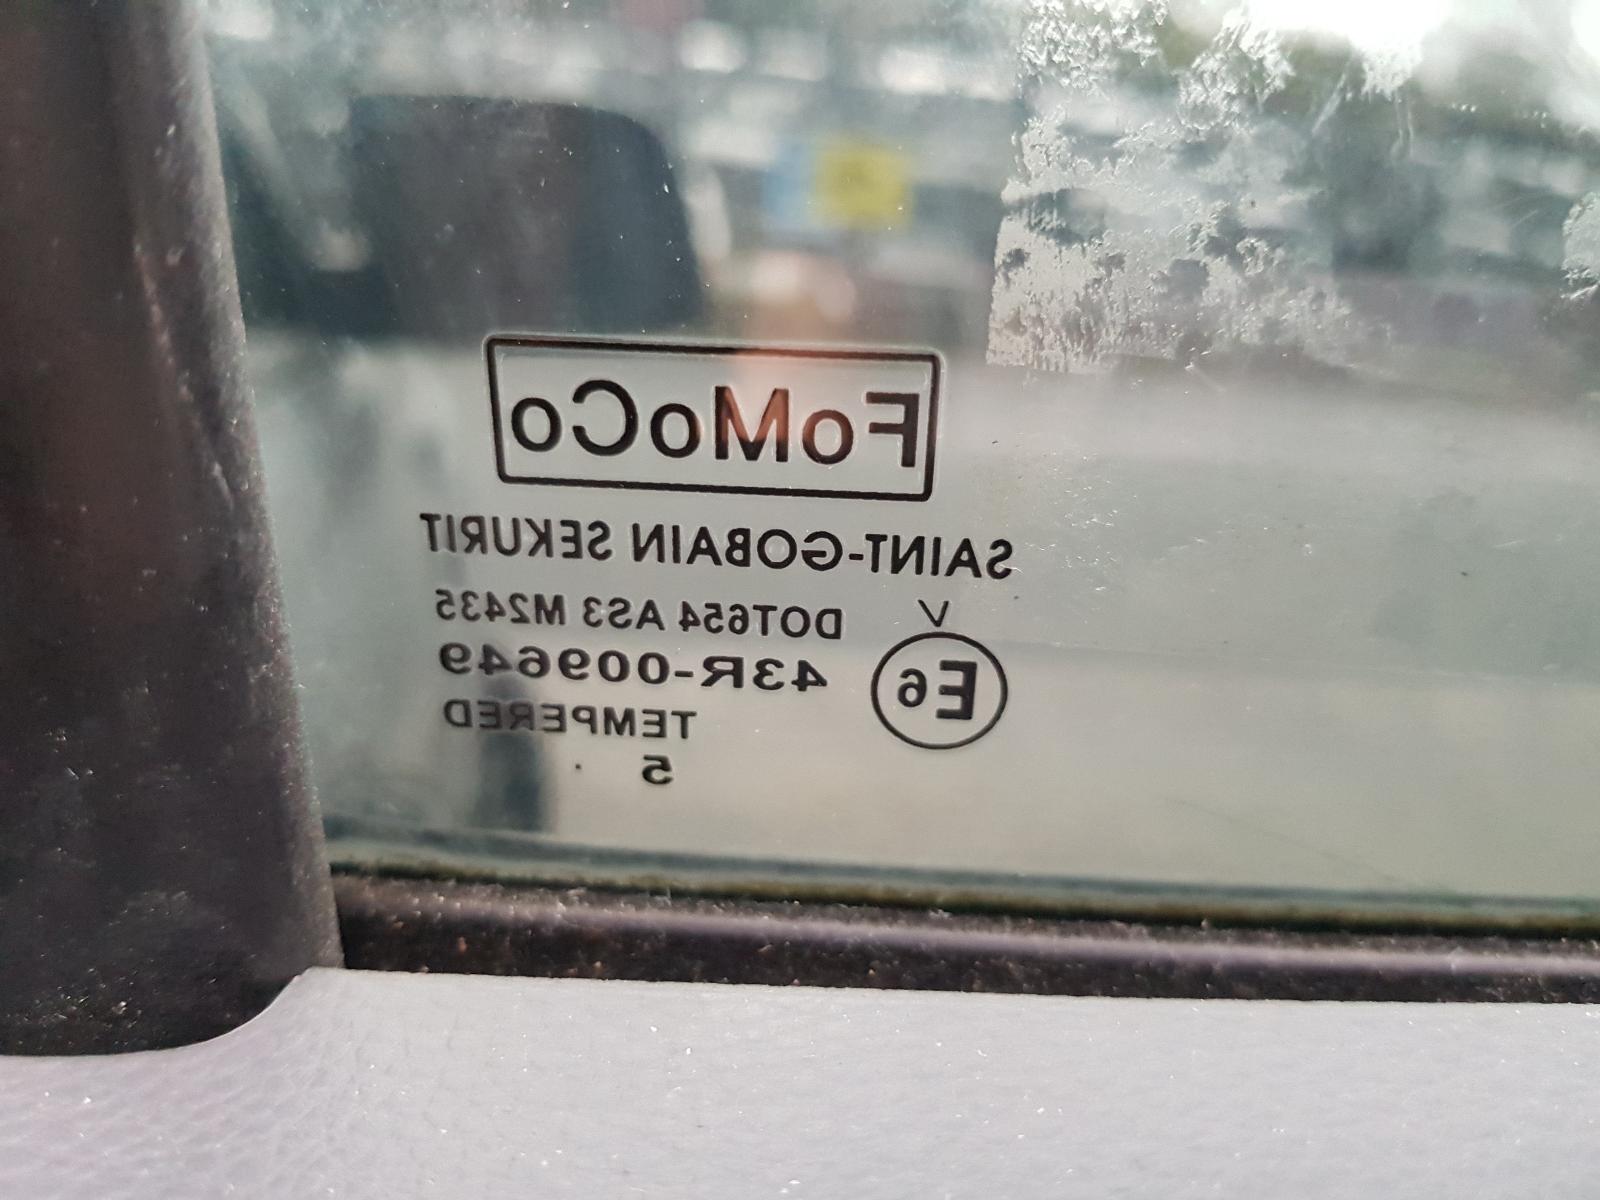 FoMoCo
SAINT-GOBAIN SEKURIT
V
DOT654 AS3 M2435
E6
43R-009649
TEMPERED
5 .